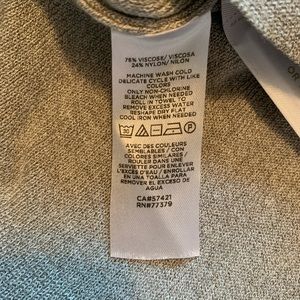 76% VISCOSE/ VISCOSA
24% NYLON/ NILON
MACHINE WASH COLD
DELICATE CYCLE WITH LIKE
COLORS
ONLY NON-CHLORINE
BLEACH WHEN NEEDED
ROLL IN TOWEL TO
REMOVE EXCESS WATER
RESHAPE DRY FLAT
COOL IRON WHEN NEEDED
AVEC DES COULEURS
SEMBLABLES / CON
COLORES SIMILARES /
ROULER DANS UNE
SERVIETTE POUR ENLEVER
L'EXCÈS D'EAU / ENROLLAR
EN UNA TOALLA PARA
REMOVER EL EXCESO DE
AGUA
CA#57421
RN#77379